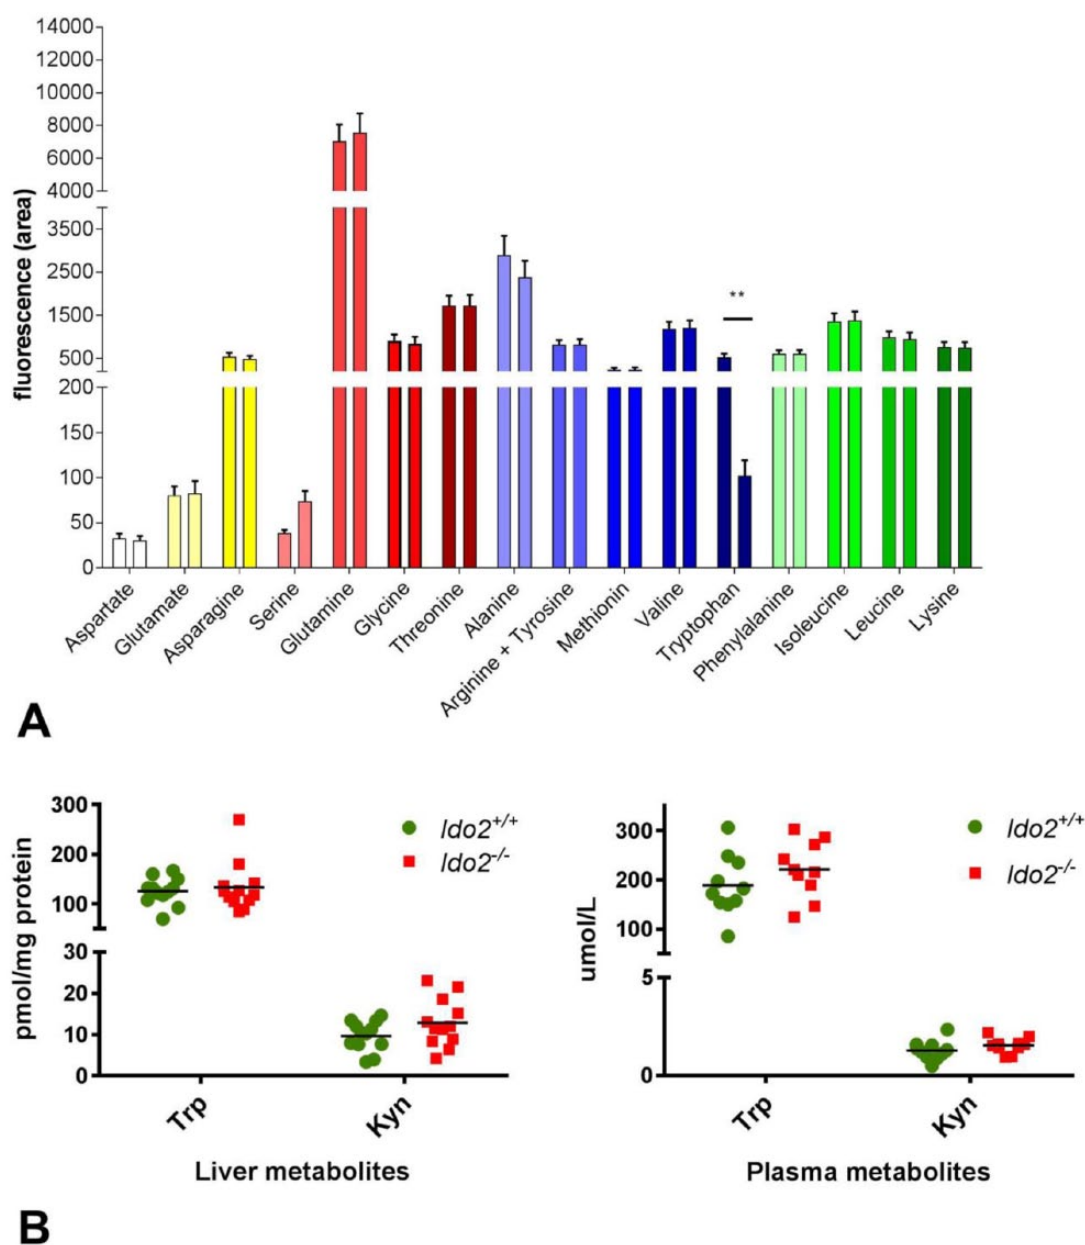 14000
12000
10000
8000
6000
4000
3500
2500
1500
500
200
150
100
50
0
fluorescence (area)
**
Aspartate
Glutamate
Asparagine
Serine
Glutamine
Glycine
Threonine
Alanine
Arginine + Tyrosine
Methionin
Valine
Tryptophan
Phenylalanine
Isoleucine
Leucine
Lysine
A
300
200
100
30
20
10
0
pmol/mg protein
Ido2+/+
Ido2-/-
Trp
Kyn
Liver metabolites
300
200
100
5
0
umol/L
Ido2+/+
Ido2-/-
Trp
Kyn
Plasma metabolites
B